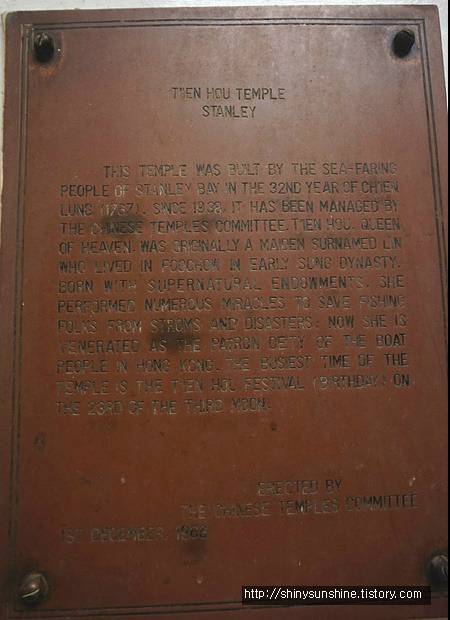 T'IEN HOU TEMPLE
STANLEY
THIS TEMPLE WAS BUILT BY THE SEA-FARING
PEOPLE OF STANLEY BAY IN THE 32ND YEAR OF CH'IEN
LUNG (1767). SINCE 1938, IT HAS BEEN MANAGED BY
THE CHINESE TEMPLES COMMITTEE. T'IEN HOU, QUEEN
OF HEAVEN, WAS ORIGINALLY A MAIDEN SURNAMED LIN
WHO LIVED IN FOOCHOW IN EARLY SUNG DYNASTY.
BORN WITH SUPERNATURAL ENDOWMENTS, SHE
PERFORMED NUMEROUS MIRACLES TO SAVE FISHING
FOLKS FROM STROMS AND DISASTERS; NOW SHE IS
VENERATED AS THE PATRON DEITY OF THE BOAT
PEOPLE IN HONG KONG. THE BUSIEST TIME OF THE
TEMPLE IS THE T'IEN HOU FESTIVAL (BIRTHDAY) ON
THE 23RD OF THE THIRD MOON.
ERECTED BY
THE CHINESE TEMPLES COMMITTEE
1ST DECEMBER,
http://shinysunshine.tistory.com